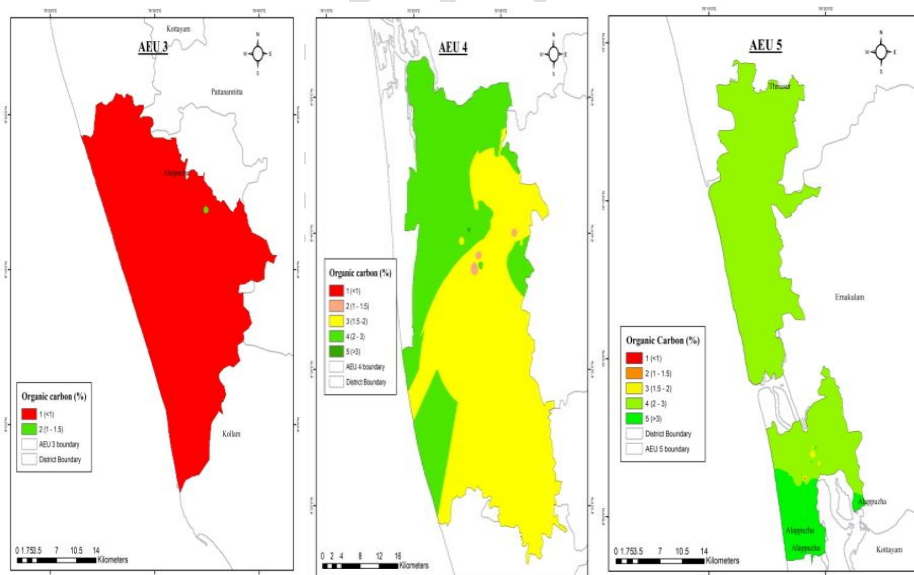 AEU 3
Kottayam
Pattanamitta
Alappuzha
Kollam
N
W
E
S
Organic carbon (%)
1 (<1)
2 (1 - 1.5)
AEU 3 boundary
District Boundary
0 1.75 3.5 7 10.5 14
Kilometers
AEU 4
N
W
E
S
Organic carbon (%)
1 (<1)
2 (1 - 1.5)
3 (1.5 -2)
4 (2 - 3)
5 (>3)
AEU 4 boundary
District Boundary
0 2 4 8 12 16
Kilometers
AEU 5
N
W
E
S
Thrissur
Ernakulam
Organic Carbon (%)
1 (<1)
2 (1 - 1.5)
3 (1.5 - 2)
4 (2 - 3)
5 (>3)
District Boundary
AEU 5 boundary
Alappuzha
Alappuzha
Alappuzha
Kottayam
0 1.75 3.5 7 10.5 14
Kilometers